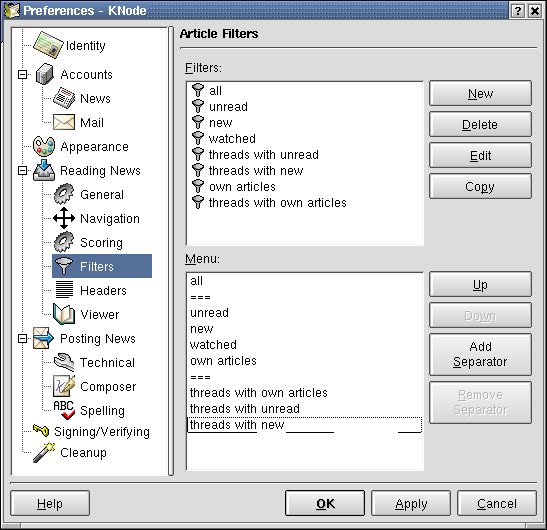 Preferences - KNode
Identity
Accounts
News
Mail
Appearance
Reading News
General
Navigation
Scoring
Filters
Headers
Viewer
Posting News
Technical
Composer
ABC
Spelling
Signing/Verifying
Cleanup
Article Filters
Filters:
all
unread
new
watched
threads with unread
threads with new
own articles
threads with own articles
New
Delete
Edit
Copy
Menu:
all
===
unread
new
watched
own articles
===
threads with own articles
threads with unread
threads with new
Up
Down
Add
Separator
Remove
Separator
Help
OK
Apply
Cancel